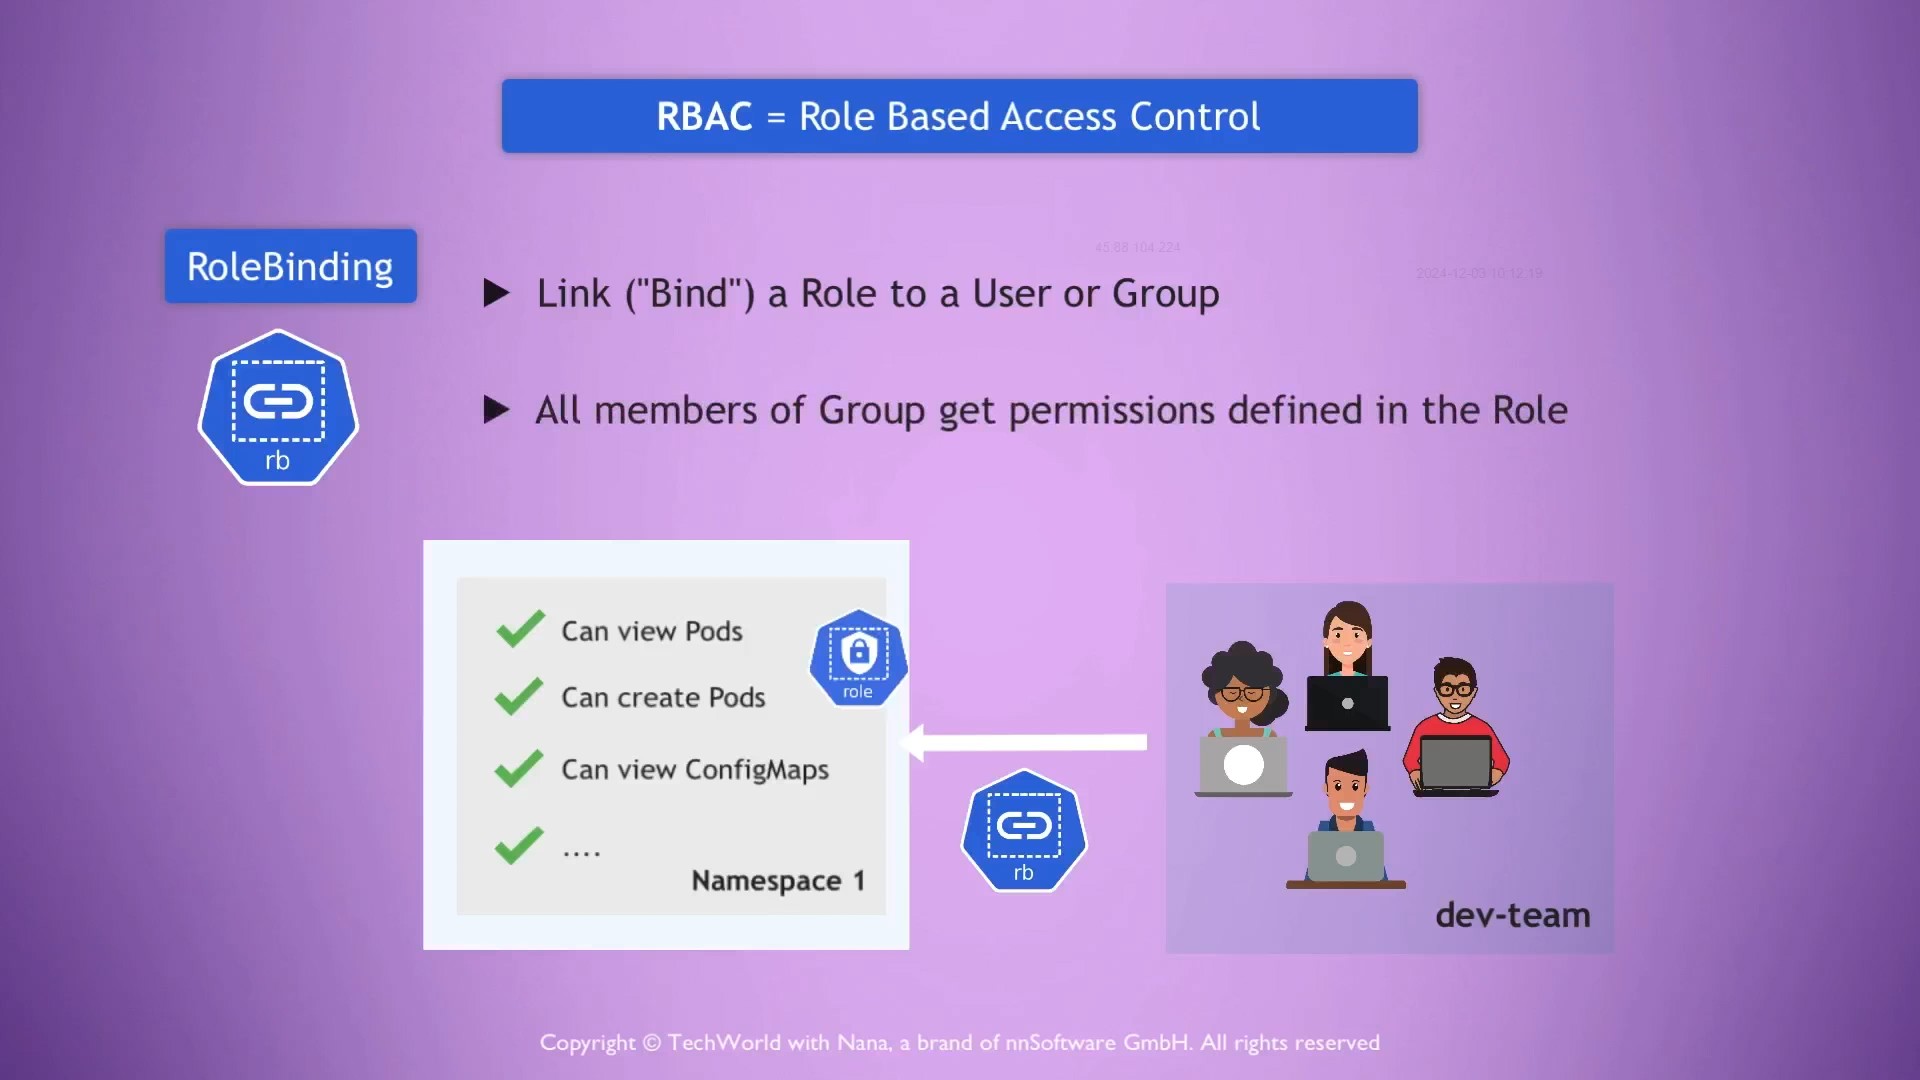 RBAC = Role Based Access Control
RoleBinding
45.88.104.224
2024-12-03 10:12:19
▶ Link ("Bind") a Role to a User or Group
▶ All members of Group get permissions defined in the Role
rb
Can view Pods
Can create Pods
role
Can view ConfigMaps
....
Namespace 1
rb
dev-team
Copyright © TechWorld with Nana, a brand of nnSoftware GmbH. All rights reserved